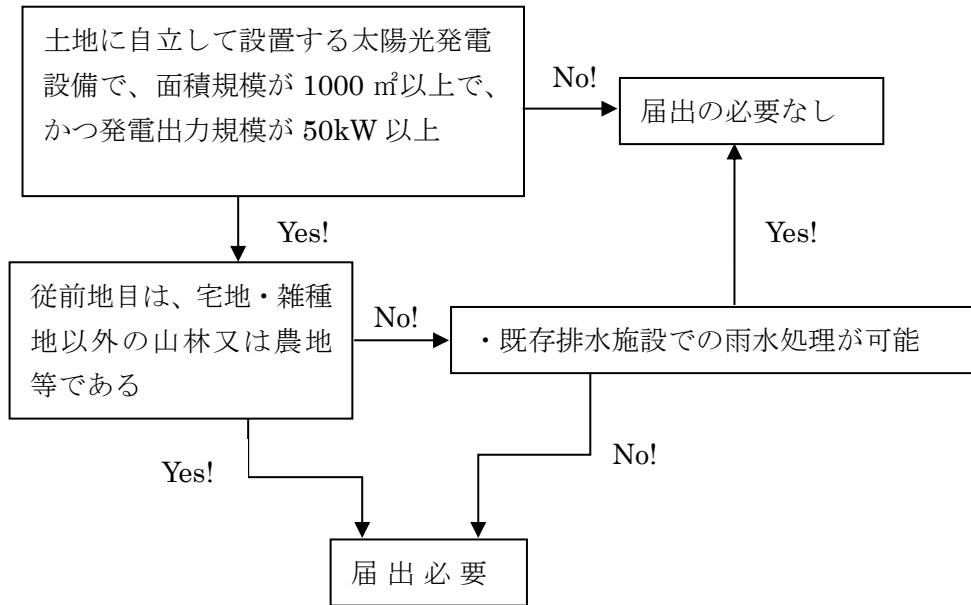 土地に自立して設置する太陽光発電
設備で、面積規模が 1000 ㎡以上で、
かつ発電出力規模が 50kW 以上
No!
届出の必要なし
Yes!
Yes!
従前地目は、宅地・雑種
地以外の山林又は農地
等である
No!
・既存排水施設での雨水処理が可能
Yes!
No!
届 出 必 要